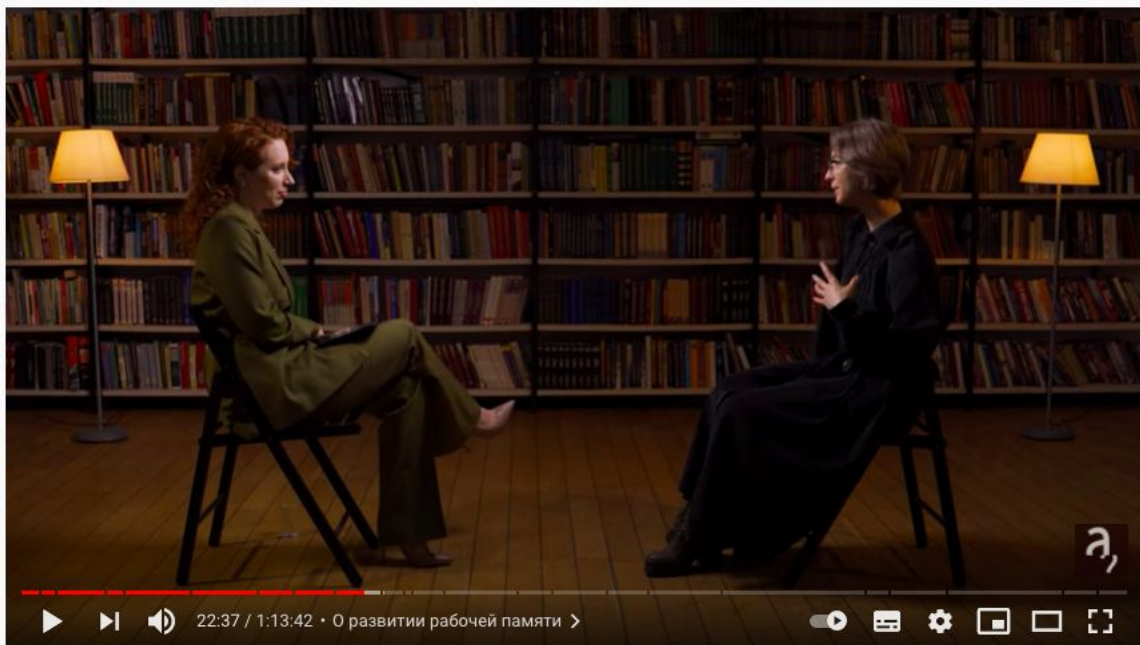 a,
22:37 / 1:13:42 • О развитии рабочей памяти >